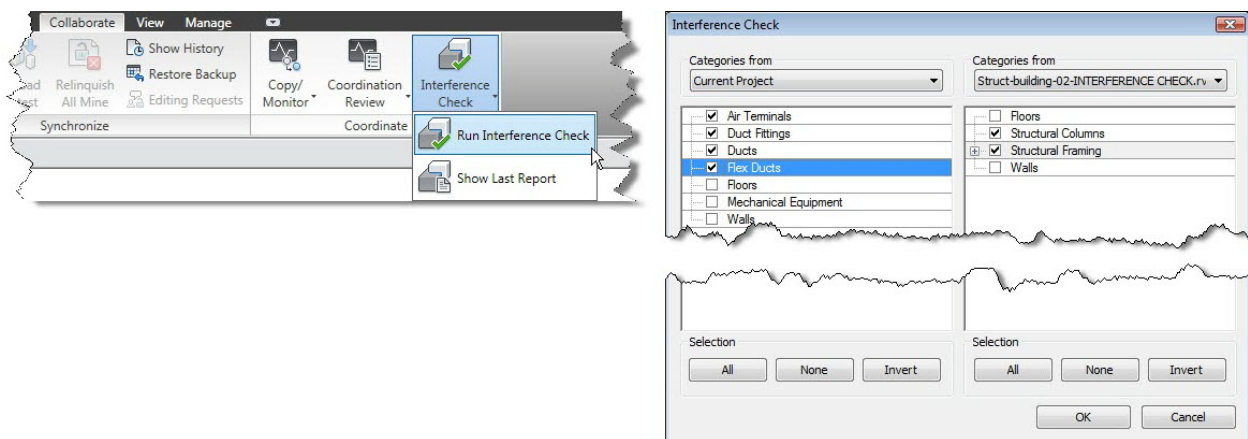 Collaborate View Manage
Show History
Restore Backup
Editing Requests
Relinquish
All Mine
Copy/
Monitor
Coordination
Review
Interference
Check
Synchronize
Coordinate
Run Interference Check
Show Last Report
Interference Check
Categories from
Current Project
Air Terminals
Duct Fittings
Ducts
Flex Ducts
Floors
Mechanical Equipment
Walls
Selection
All None Invert
Categories from
Struct-building-02-INTERFERENCE CHECK.rv
Floors
Structural Columns
Structural Framing
Walls
Selection
All None Invert
OK Cancel